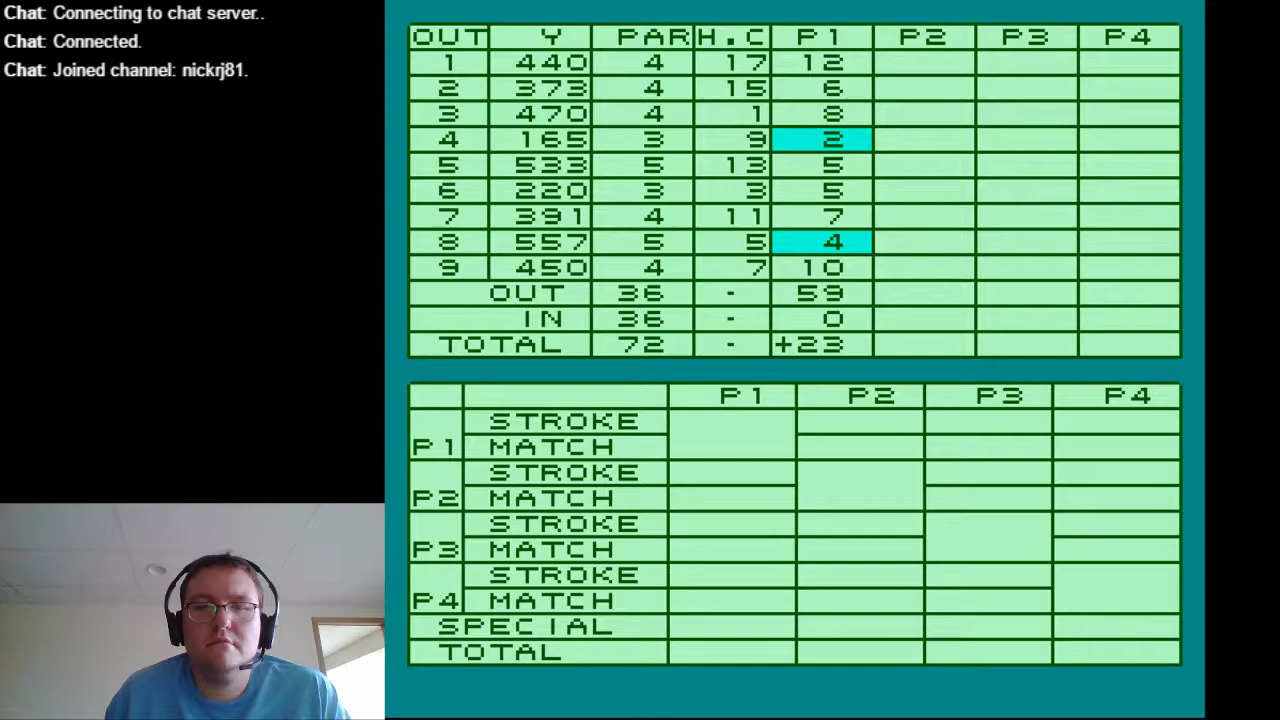 Chat: Connecting to chat server..
Chat: Connected.
Chat: Joined channel: nickrj81.
OUT Y PAR H.C P1 P2 P3 P4
1 440 4 17 12
2 373 4 15 6
3 470 4 1 8
4 165 3 9 2
5 533 5 13 5
6 220 3 3 5
7 391 4 11 7
8 557 5 5 4
9 450 4 7 10
OUT 36 - 59
IN 36 - 0
TOTAL 72 - +23
P1 P2 P3 P4
STROKE
P1 MATCH
STROKE
P2 MATCH
STROKE
P3 MATCH
STROKE
P4 MATCH
SPECIAL
TOTAL